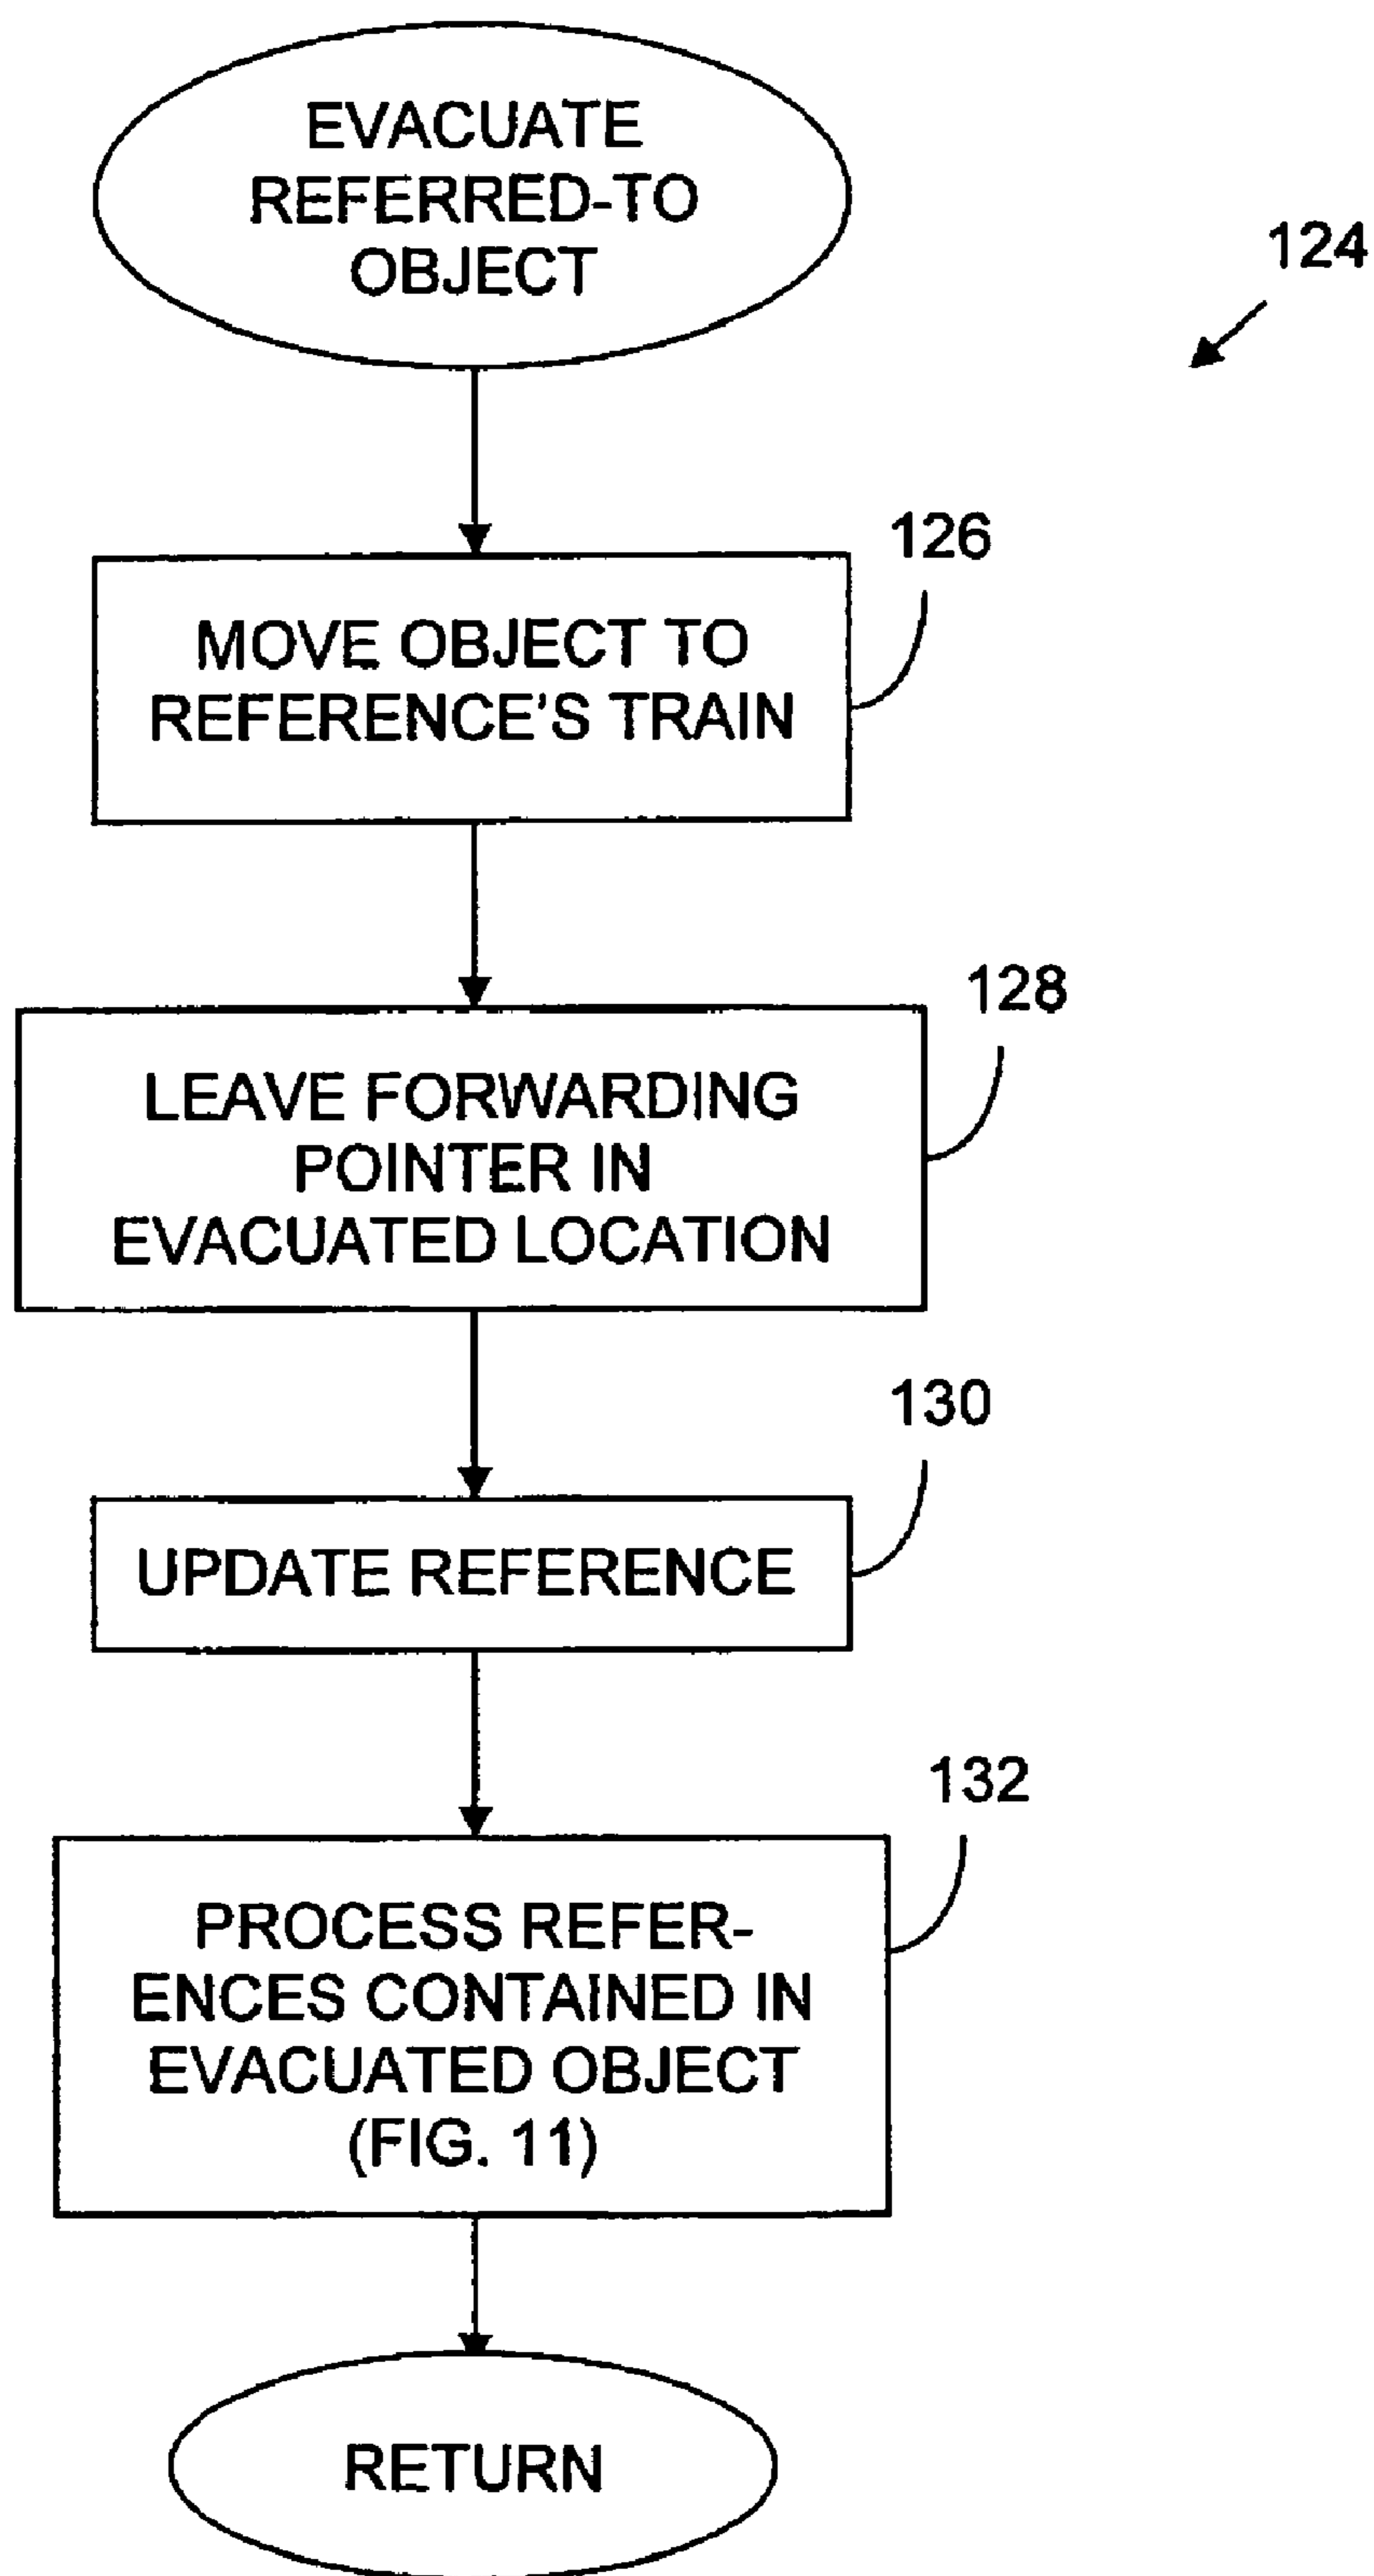 EVACUATE
REFERRED-TO
OBJECT
124
126
MOVE OBJECT TO
REFERENCE'S TRAIN
128
LEAVE FORWARDING
POINTER IN
EVACUATED LOCATION
130
UPDATE REFERENCE
132
PROCESS REFER-
ENCES CONTAINED IN
EVACUATED OBJECT
(FIG. 11)
RETURN